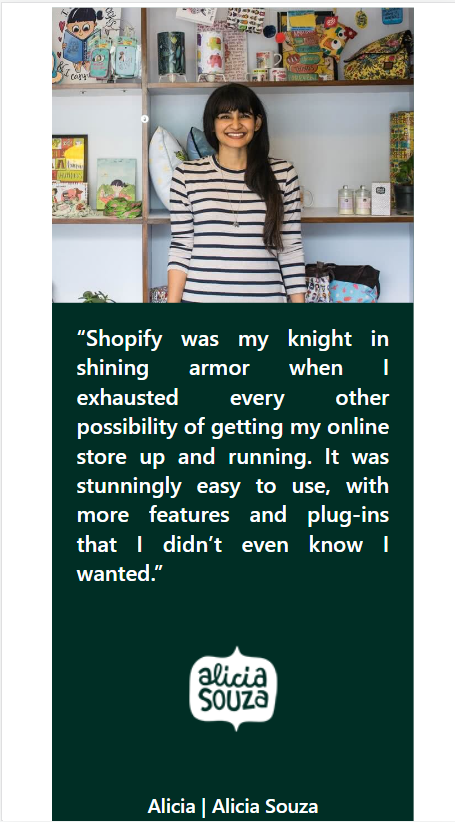 “Shopify was my knight in
shining armor when I
exhausted every other
possibility of getting my online
store up and running. It was
stunningly easy to use, with
more features and plug-ins
that I didn’t even know I
wanted.”
alicia
SOUZA
Alicia | Alicia Souza